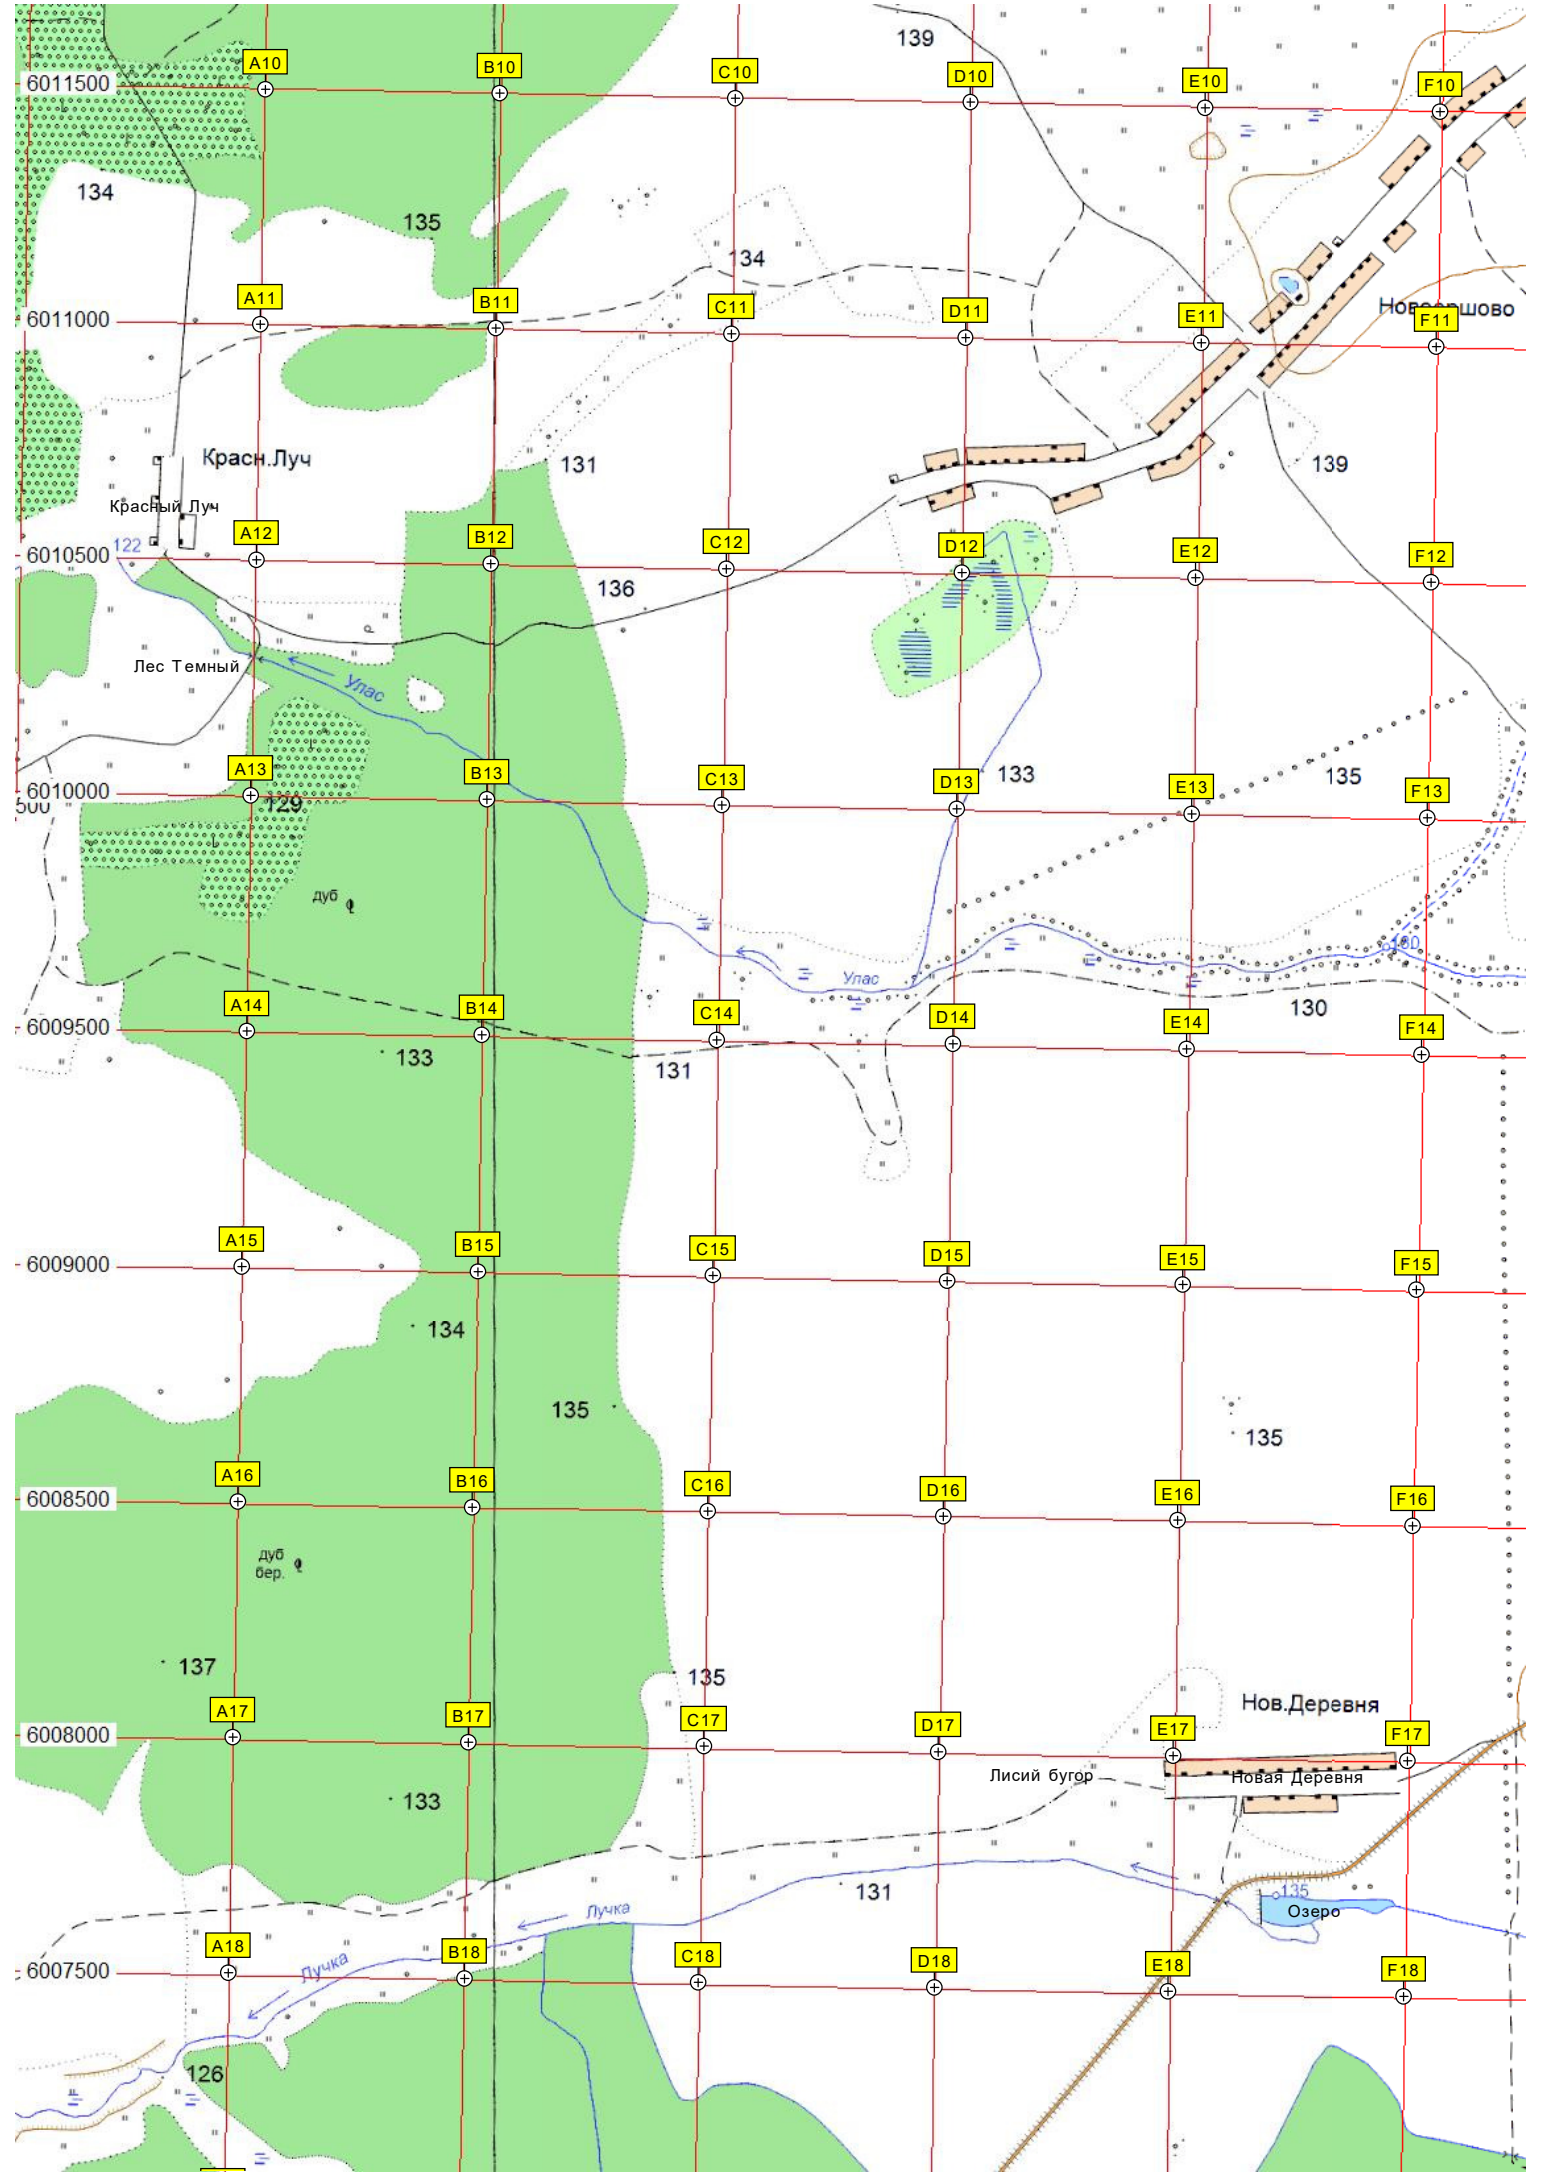 139
A10 B10 C10 D10 E10 F10
6011500
134
135
134
A11 B11 C11 D11 E11 F11
6011000
Красн.Луч
131
139
Красный Луч
122
A12 B12 C12 D12 E12 F12
6010500
136
Лес Темный
Улас
A13 B13 C13 D13 E13 F13
133
135
6010000
500
129
дуб
Улас
130
A14 B14 C14 D14 E14 F14
6009500
133
131
A15 B15 C15 D15 E15 F15
6009000
134
135
135
A16 B16 C16 D16 E16 F16
6008500
дуб
бер.
137
135
Нов.Деревня
A17 B17 C17 D17 E17 F17
6008000
Лисий бугор
Новая Деревня
133
131
135
Лучка
Озеро
A18 B18 C18 D18 E18 F18
6007500
Лучка
126